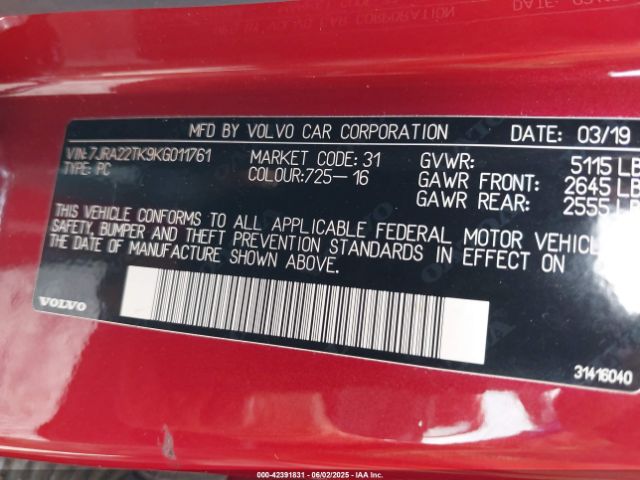 MFD BY VOLVO CAR CORPORATION DATE: 03/19
VIN: 7JRA22TK9KG011761 MARKET CODE: 31 GVWR: 5115 LB
TYPE: PC COLOUR: 725-16 GAWR FRONT: 2645 LB
GAWR REAR: 2555 LB
THIS VEHICLE CONFORMS TO ALL APPLICABLE FEDERAL MOTOR VEHICLE
SAFETY, BUMPER AND THEFT PREVENTION STANDARDS IN EFFECT ON
THE DATE OF MANUFACTURE SHOWN ABOVE.
VOLVO
31416040
000-42391831 - 06/02/2025 - IAA, Inc.